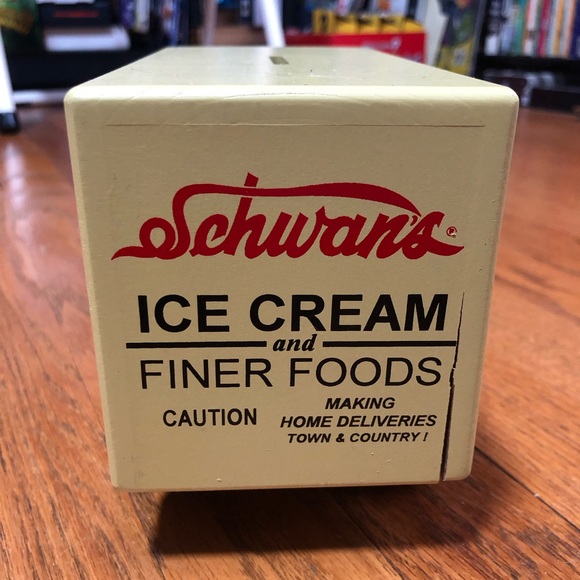 Schwan's ®
ICE CREAM
and
FINER FOODS
CAUTION
MAKING
HOME DELIVERIES
TOWN & COUNTRY !